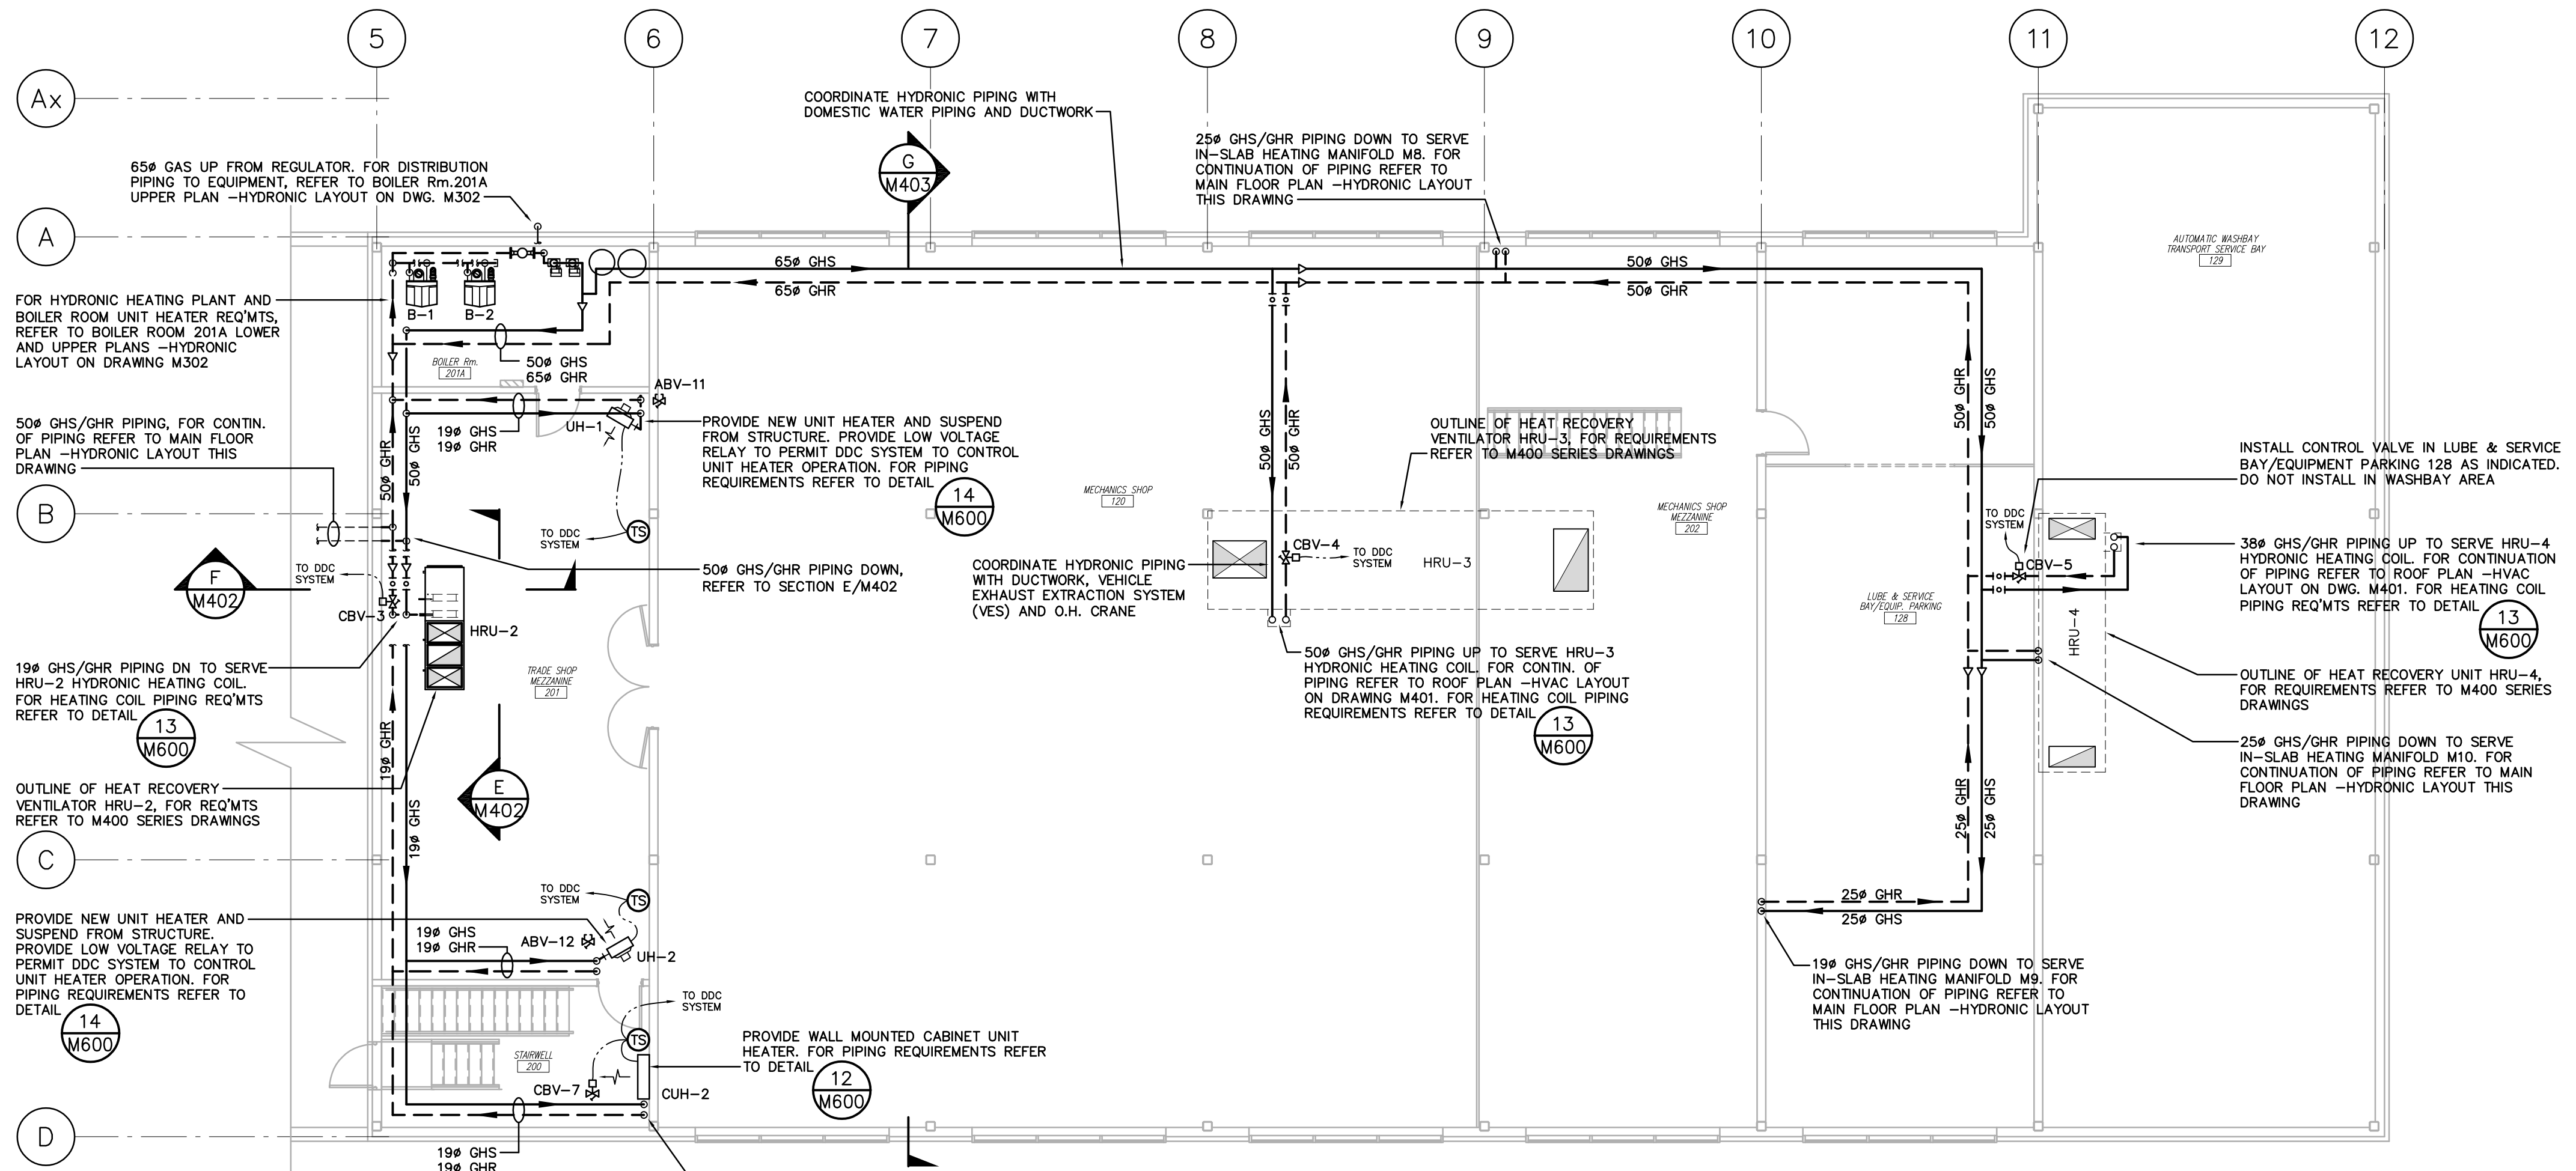 5
6
7
8
9
10
11
12
Ax
A
B
C
D
COORDINATE HYDRONIC PIPING WITH
DOMESTIC WATER PIPING AND DUCTWORK
65ø GAS UP FROM REGULATOR. FOR DISTRIBUTION
PIPING TO EQUIPMENT, REFER TO BOILER Rm.201A
UPPER PLAN –HYDRONIC LAYOUT ON DWG. M302
G
M403
25ø GHS/GHR PIPING DOWN TO SERVE
IN–SLAB HEATING MANIFOLD M8. FOR
CONTINUATION OF PIPING REFER TO
MAIN FLOOR PLAN –HYDRONIC LAYOUT
THIS DRAWING
AUTOMATIC WASHBAY
TRANSPORT SERVICE BAY
129
65ø GHS
65ø GHR
50ø GHS
50ø GHR
FOR HYDRONIC HEATING PLANT AND
BOILER ROOM UNIT HEATER REQ'MTS,
REFER TO BOILER ROOM 201A LOWER
AND UPPER PLANS –HYDRONIC
LAYOUT ON DRAWING M302
B–1
B–2
BOILER Rm.
201A
50ø GHS
65ø GHR
ABV–11
UH–1
19ø GHS
19ø GHR
50ø GHS/GHR PIPING, FOR CONTIN.
OF PIPING REFER TO MAIN FLOOR
PLAN –HYDRONIC LAYOUT THIS
DRAWING
50ø GHR
50ø GHS
PROVIDE NEW UNIT HEATER AND SUSPEND
FROM STRUCTURE. PROVIDE LOW VOLTAGE
RELAY TO PERMIT DDC SYSTEM TO CONTROL
UNIT HEATER OPERATION. FOR PIPING
REQUIREMENTS REFER TO DETAIL
14
M600
MECHANICS SHOP
120
50ø GHS
50ø GHR
OUTLINE OF HEAT RECOVERY
VENTILATOR HRU–3, FOR REQUIREMENTS
REFER TO M400 SERIES DRAWINGS
MECHANICS SHOP
MEZZANINE
202
50ø GHR
50ø GHS
INSTALL CONTROL VALVE IN LUBE & SERVICE
BAY/EQUIPMENT PARKING 128 AS INDICATED.
DO NOT INSTALL IN WASHBAY AREA
TO DDC
SYSTEM
TS
TO DDC
SYSTEM
F
M402
TO DDC
SYSTEM
CBV–3
HRU–2
50ø GHS/GHR PIPING DOWN,
REFER TO SECTION E/M402
COORDINATE HYDRONIC PIPING
WITH DUCTWORK, VEHICLE
EXHAUST EXTRACTION SYSTEM
(VES) AND O.H. CRANE
CBV–4
TO DDC
SYSTEM
HRU–3
CBV–5
LUBE & SERVICE
BAY/EQUIP. PARKING
128
HRU–4
38ø GHS/GHR PIPING UP TO SERVE HRU–4
HYDRONIC HEATING COIL. FOR CONTINUATION
OF PIPING REFER TO ROOF PLAN –HVAC
LAYOUT ON DWG. M401. FOR HEATING COIL
PIPING REQ'MTS REFER TO DETAIL
13
M600
19ø GHS/GHR PIPING DN TO SERVE
HRU–2 HYDRONIC HEATING COIL.
FOR HEATING COIL PIPING REQ'MTS
REFER TO DETAIL
13
M600
TRADE SHOP
MEZZANINE
201
50ø GHS/GHR PIPING UP TO SERVE HRU–3
HYDRONIC HEATING COIL. FOR CONTIN. OF
PIPING REFER TO ROOF PLAN –HVAC LAYOUT
ON DRAWING M401. FOR HEATING COIL PIPING
REQUIREMENTS REFER TO DETAIL
13
M600
OUTLINE OF HEAT RECOVERY UNIT HRU–4,
FOR REQUIREMENTS REFER TO M400 SERIES
DRAWINGS
19ø GHR
19ø GHS
OUTLINE OF HEAT RECOVERY
VENTILATOR HRU–2, FOR REQ'MTS
REFER TO M400 SERIES DRAWINGS
E
M402
25ø GHR
25ø GHS
25ø GHS/GHR PIPING DOWN TO SERVE
IN–SLAB HEATING MANIFOLD M10. FOR
CONTINUATION OF PIPING REFER TO MAIN
FLOOR PLAN –HYDRONIC LAYOUT THIS
DRAWING
TO DDC
SYSTEM
TS
25ø GHR
25ø GHS
PROVIDE NEW UNIT HEATER AND
SUSPEND FROM STRUCTURE.
PROVIDE LOW VOLTAGE RELAY TO
PERMIT DDC SYSTEM TO CONTROL
UNIT HEATER OPERATION. FOR
PIPING REQUIREMENTS REFER TO
DETAIL
14
M600
19ø GHS
19ø GHR
ABV–12
UH–2
19ø GHS/GHR PIPING DOWN TO SERVE
IN–SLAB HEATING MANIFOLD M9. FOR
CONTINUATION OF PIPING REFER TO
MAIN FLOOR PLAN –HYDRONIC LAYOUT
THIS DRAWING
TO DDC
SYSTEM
TS
STAIRWELL
200
CBV–7
CUH–2
PROVIDE WALL MOUNTED CABINET UNIT
HEATER. FOR PIPING REQUIREMENTS REFER
TO DETAIL
12
M600
19ø GHS
19ø GHR